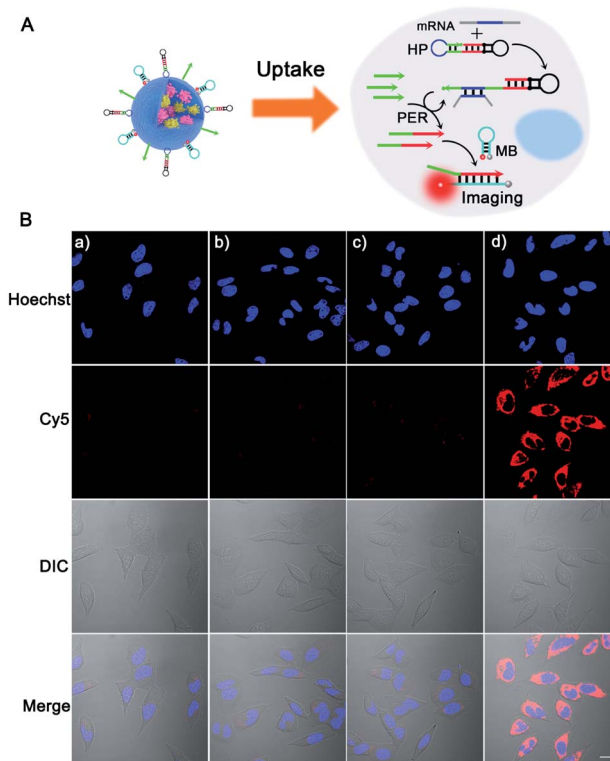 A
Uptake
mRNA
+
HP
PER
MB
Imaging
B
a) b) c) d)
Hoechst
Cy5
DIC
Merge